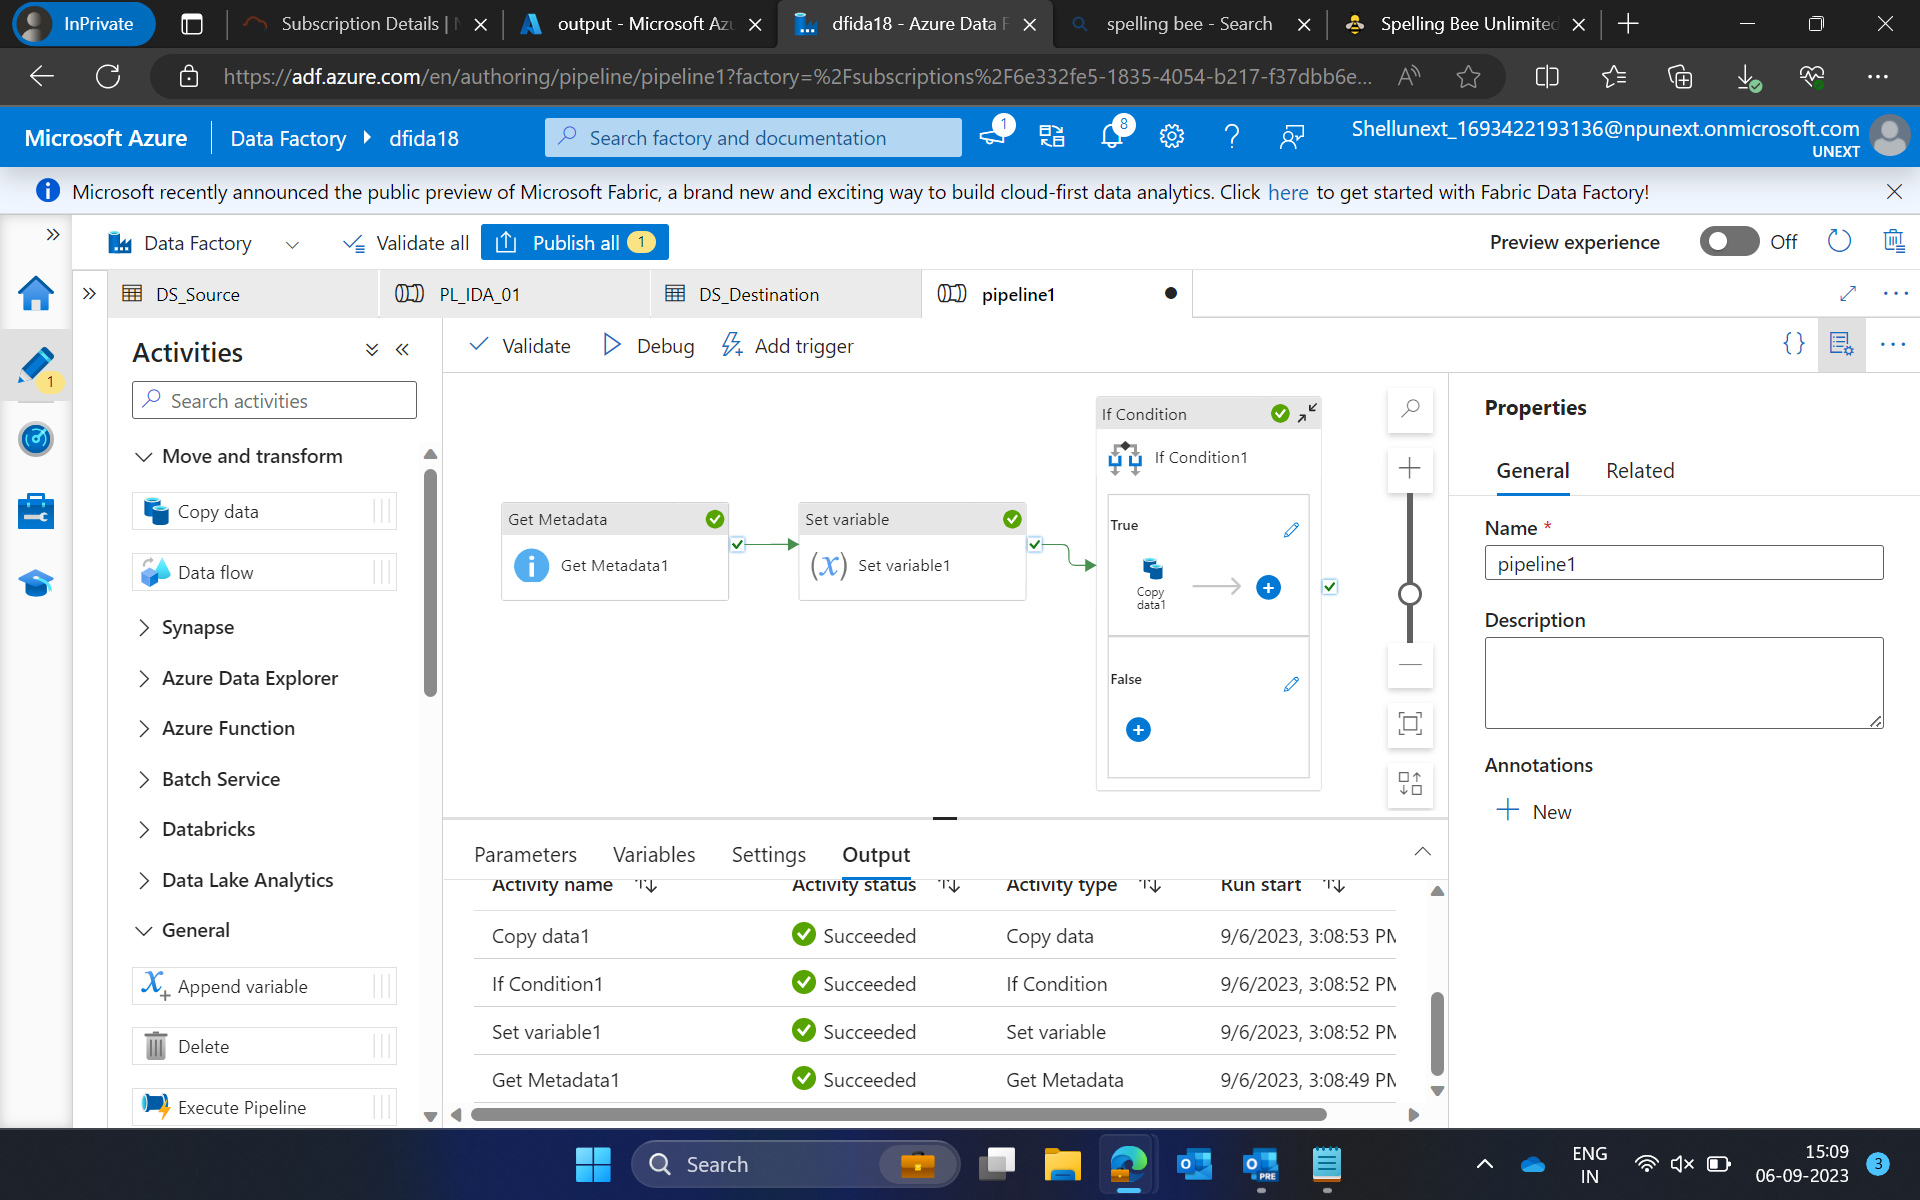 InPrivate
Subscription Details |
output - Microsoft Azu
dfida18 - Azure Data F
spelling bee - Search
Spelling Bee Unlimited
https://adf.azure.com/en/authoring/pipeline/pipeline1?factory=%2Fsubscriptions%2F6e332fe5-1835-4054-b217-f37dbb6e...
Microsoft Azure
Data Factory
dfida18
Search factory and documentation
1
8
Shellunext_1693422193136@npunext.onmicrosoft.com
UNEXT
Microsoft recently announced the public preview of Microsoft Fabric, a brand new and exciting way to build cloud-first data analytics. Click here to get started with Fabric Data Factory!
Data Factory
Validate all
Publish all 1
Preview experience
Off
DS_Source
PL_IDA_01
DS_Destination
pipeline1
1
Activities
Search activities
Move and transform
Copy data
Data flow
Synapse
Azure Data Explorer
Azure Function
Batch Service
Databricks
Data Lake Analytics
General
Append variable
Delete
Execute Pipeline
Validate
Debug
Add trigger
Get Metadata
Get Metadata1
Set variable
(x) Set variable1
If Condition
If Condition1
True
Copy
data1
False
Parameters
Variables
Settings
Output
Activity name Activity status Activity type Run start
Copy data1 Succeeded Copy data 9/6/2023, 3:08:53 PM
If Condition1 Succeeded If Condition 9/6/2023, 3:08:52 PM
Set variable1 Succeeded Set variable 9/6/2023, 3:08:52 PM
Get Metadata1 Succeeded Get Metadata 9/6/2023, 3:08:49 PM
Properties
General
Related
Name *
pipeline1
Description
Annotations
New
Search
PRE
ENG
IN
15:09
06-09-2023
3